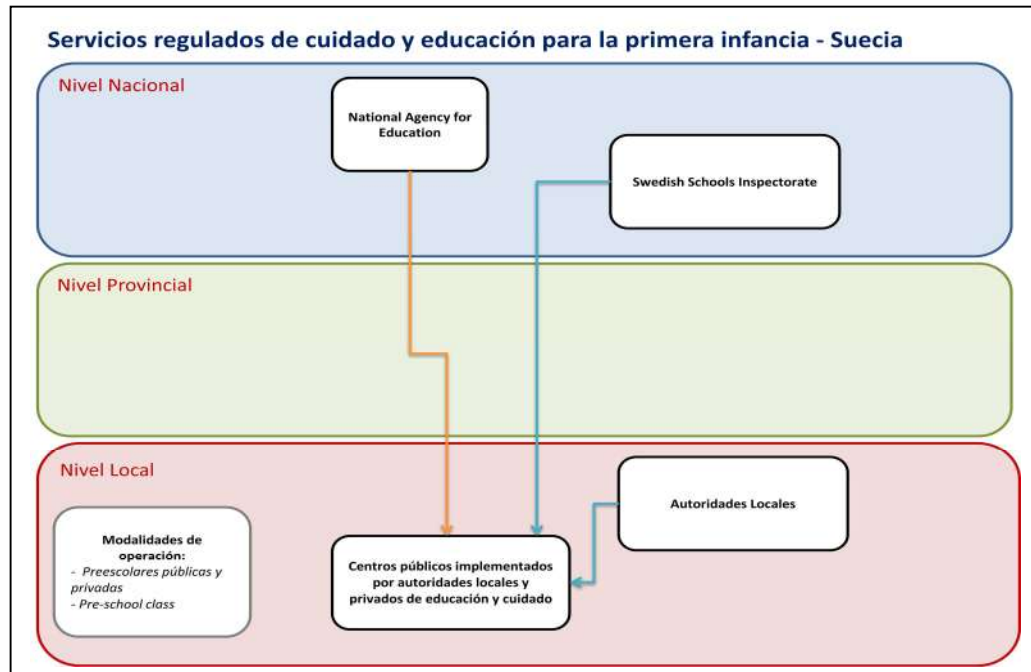 Servicios regulados de cuidado y educación para la primera infancia - Suecia
Nivel Nacional
National Agency for
Education
Swedish Schools Inspectorate
Nivel Provincial
Nivel Local
Autoridades Locales
Modalidades de
operación:
- Preescolares públicas y
privadas
- Pre-school class
Centros públicos implementados
por autoridades locales y
privados de educación y cuidado